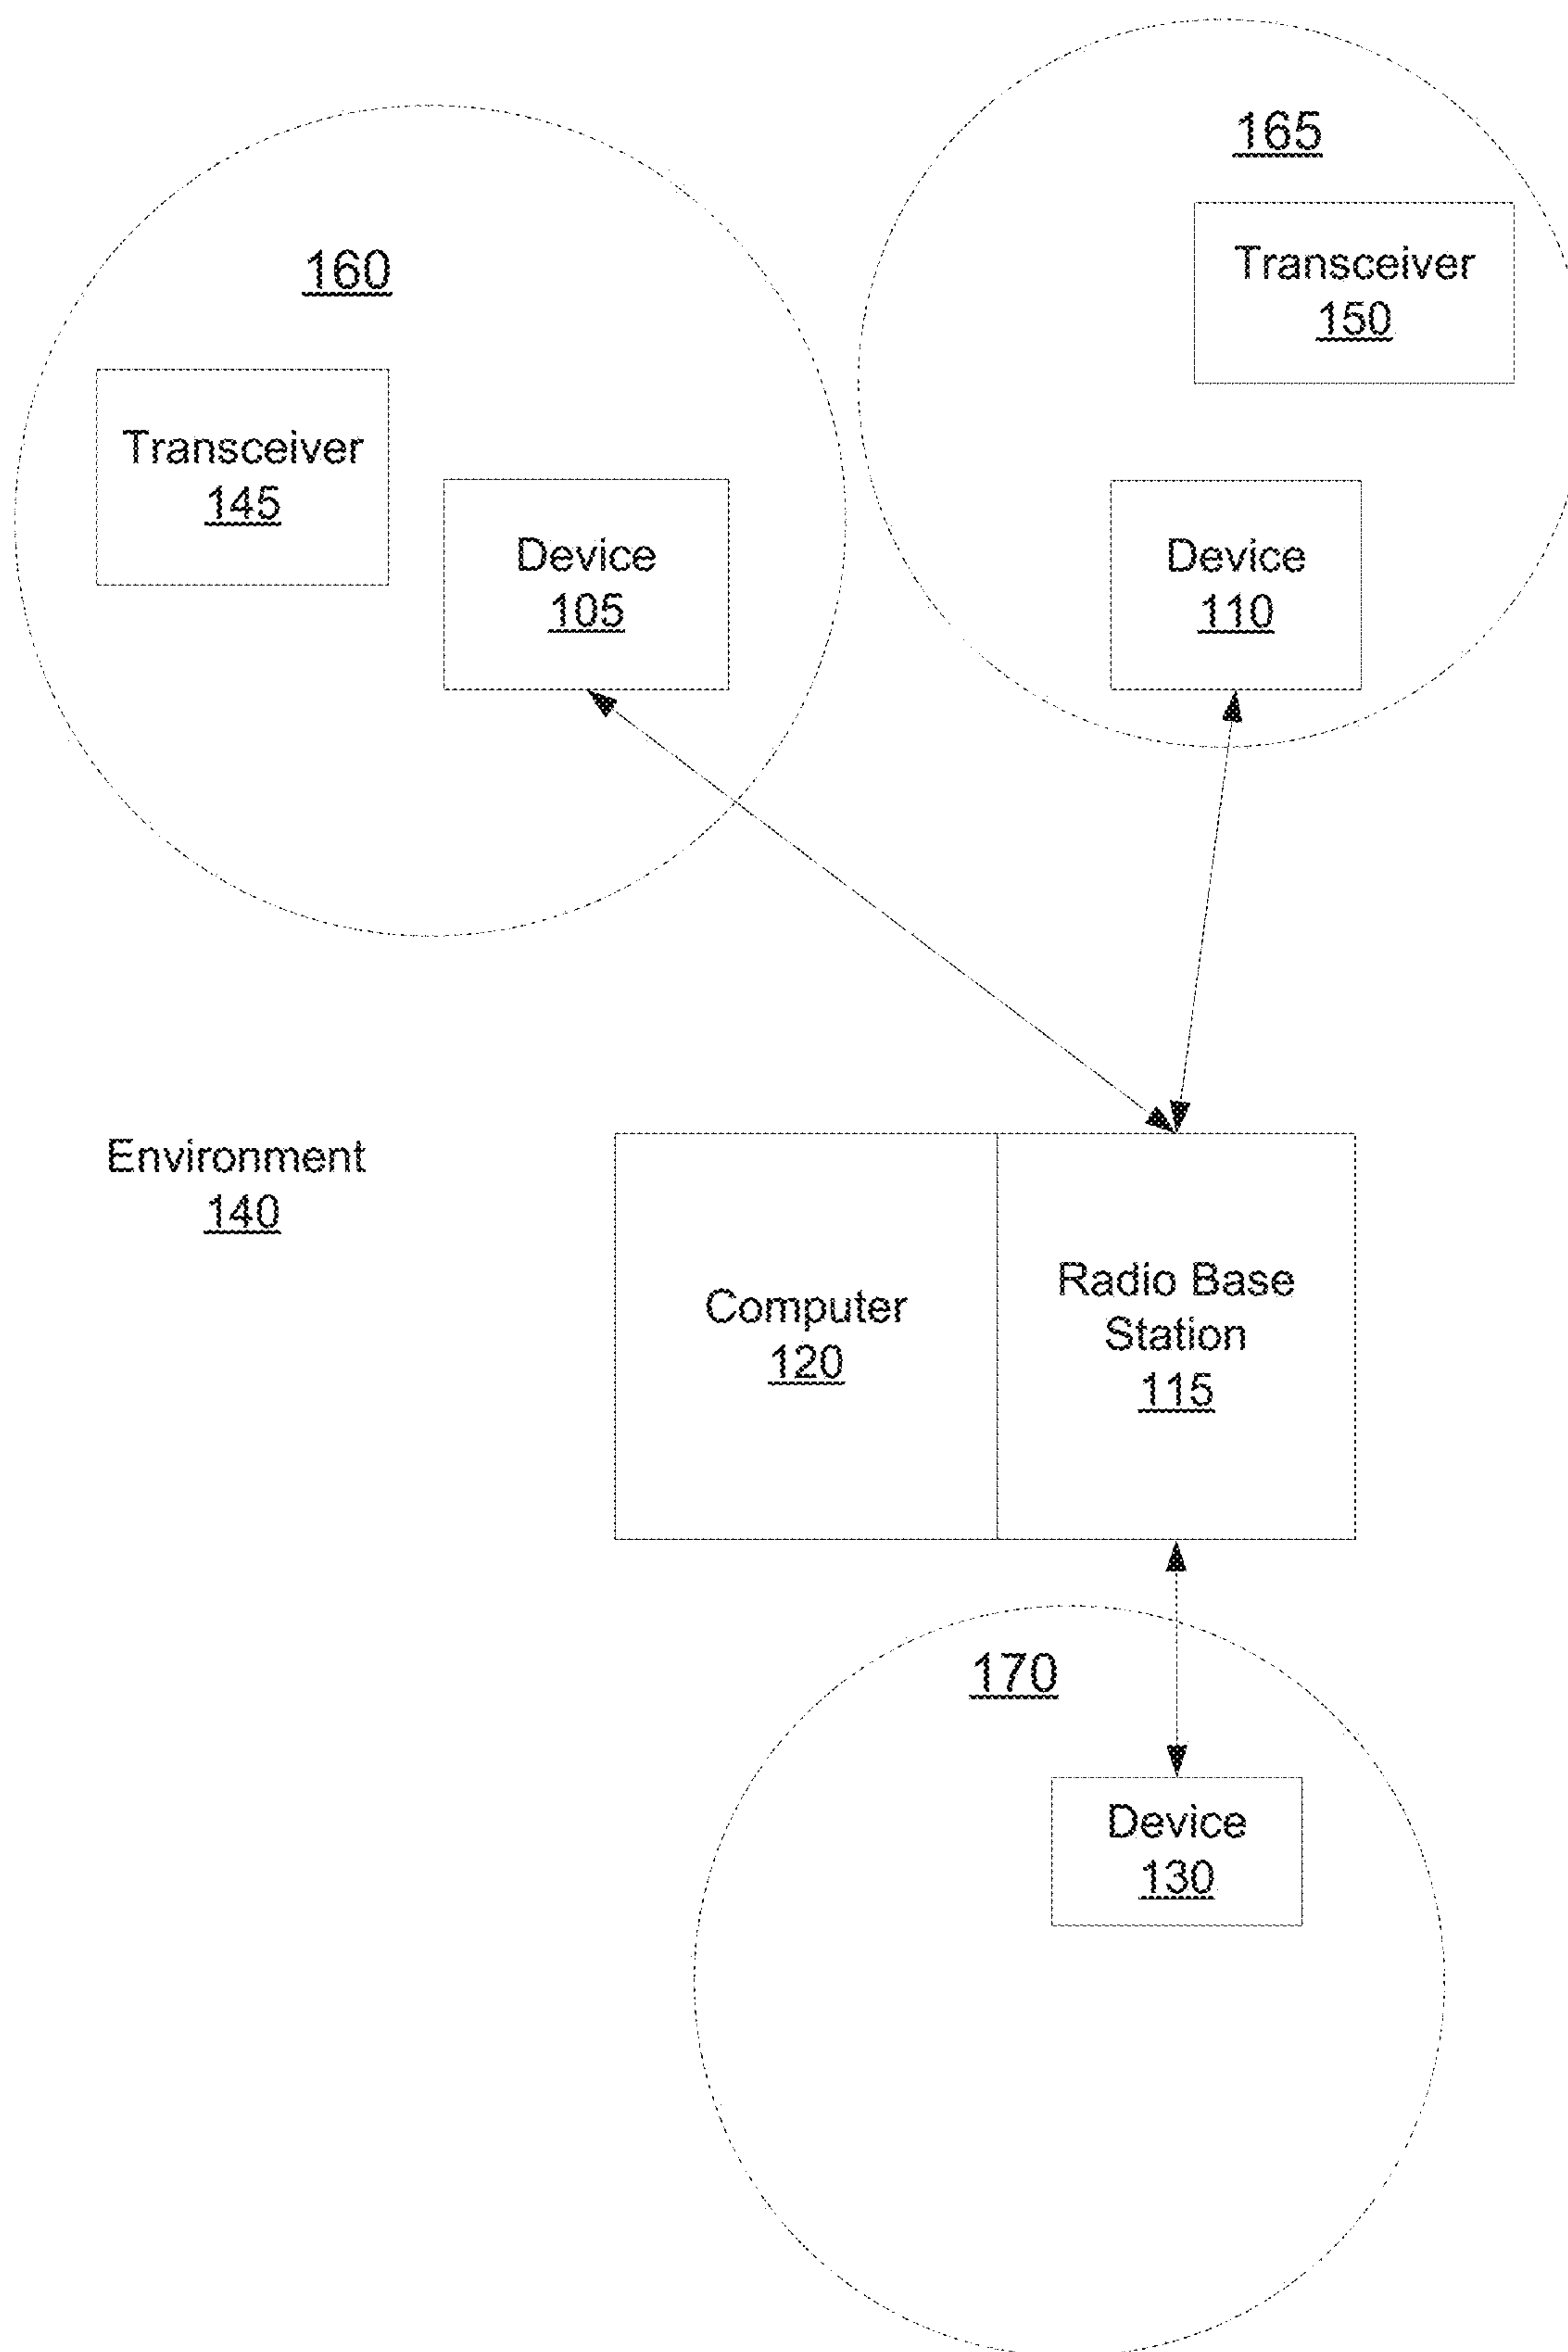 165
Transceiver
150
160
Transceiver
145
Device
105
Device
110
Environment
140
Computer
120
Radio Base
Station
115
170
Device
130